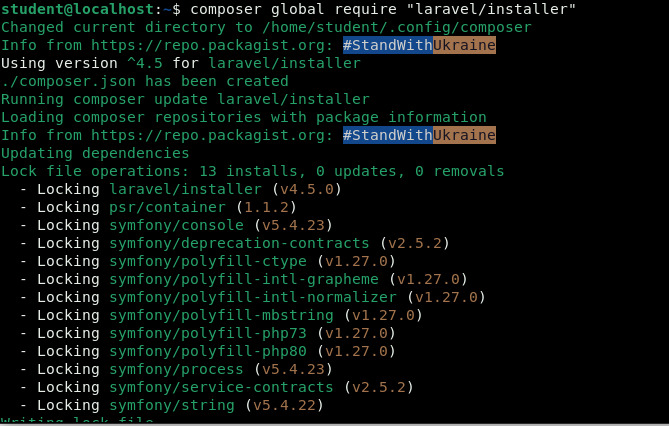 student@localhost:~$ composer global require "laravel/installer"
Changed current directory to /home/student/.config/composer
Info from https://repo.packagist.org: #StandWithUkraine
Using version ^4.5 for laravel/installer
./composer.json has been created
Running composer update laravel/installer
Loading composer repositories with package information
Info from https://repo.packagist.org: #StandWithUkraine
Updating dependencies
Lock file operations: 13 installs, 0 updates, 0 removals
  - Locking laravel/installer (v4.5.0)
  - Locking psr/container (1.1.2)
  - Locking symfony/console (v5.4.23)
  - Locking symfony/deprecation-contracts (v2.5.2)
  - Locking symfony/polyfill-ctype (v1.27.0)
  - Locking symfony/polyfill-intl-grapheme (v1.27.0)
  - Locking symfony/polyfill-intl-normalizer (v1.27.0)
  - Locking symfony/polyfill-mbstring (v1.27.0)
  - Locking symfony/polyfill-php73 (v1.27.0)
  - Locking symfony/polyfill-php80 (v1.27.0)
  - Locking symfony/process (v5.4.23)
  - Locking symfony/service-contracts (v2.5.2)
  - Locking symfony/string (v5.4.22)
Writing lock file